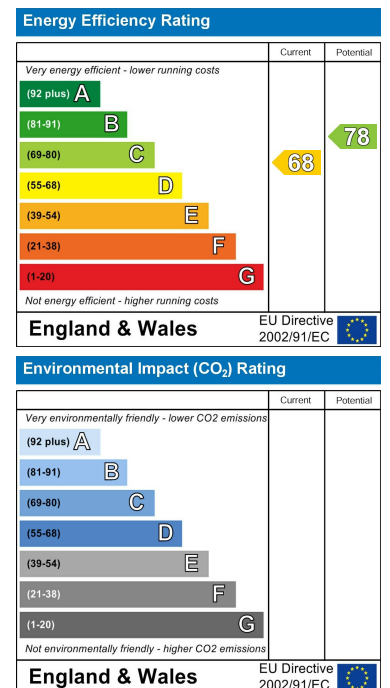 Energy Efficiency Rating
Current Potential
Very energy efficient - lower running costs
(92 plus) A
(81-91) B
(69-80) C
(55-68) D
(39-54) E
(21-38) F
(1-20) G
68
78
Not energy efficient - higher running costs
England & Wales
EU Directive
2002/91/EC
Environmental Impact (CO₂) Rating
Current Potential
Very environmentally friendly - lower CO2 emissions
(92 plus) A
(81-91) B
(69-80) C
(55-68) D
(39-54) E
(21-38) F
(1-20) G
Not environmentally friendly - higher CO2 emissions
England & Wales
EU Directive
2002/91/EC